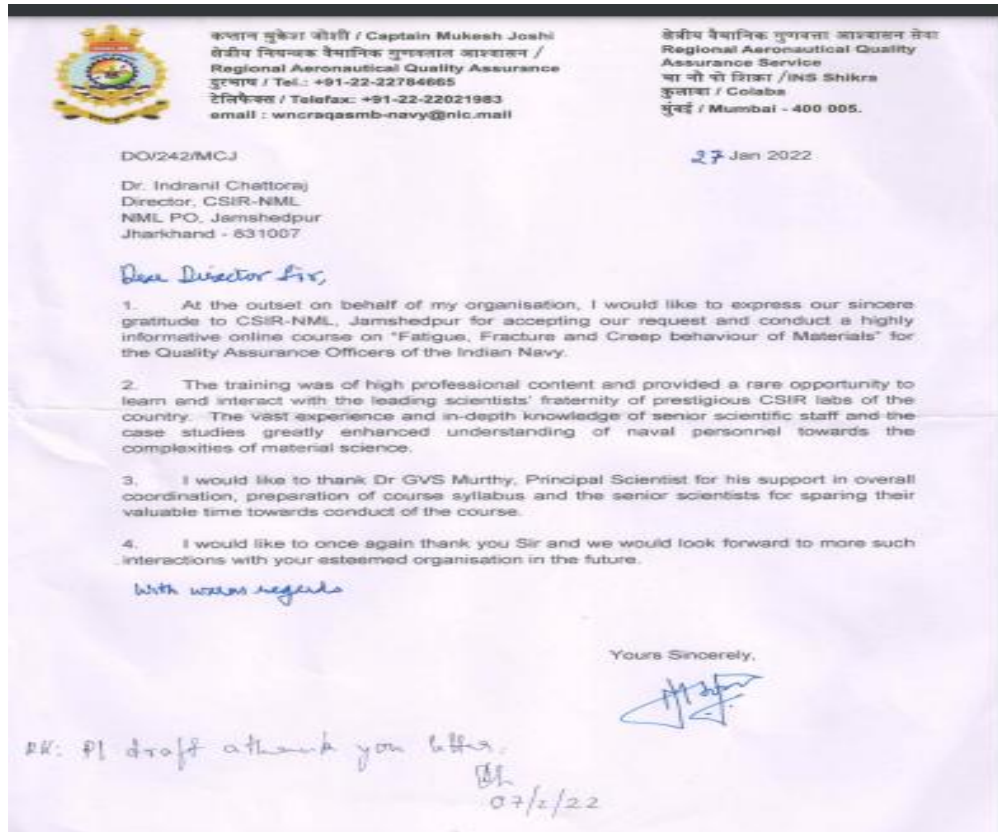 कप्तान मुकेश जोशी / Captain Mukesh Joshi
क्षेत्रीय नियन्त्रक वैमानिक गुणवतात आश्वासन /
Regional Aeronautical Quality Assurance
दुरभाष / Tel.: +91-22-22784665
टेलिफैक्स / Telefax: +91-22-22021983
email : wncraqasmb-navy@nic.mail
क्षेत्रीय वैमानिक गुणवत्ता आश्वासन सेवा
Regional Aeronautical Quality
Assurance Service
भा नौ पो शिक्रा /INS Shikra
कुलाबा / Colaba
मुंबई / Mumbai - 400 005.
DO/242/MCJ
27 Jan 2022
Dr. Indranil Chattoraj
Director, CSIR-NML
NML PO, Jamshedpur
Jharkhand - 831007
Dear Director Sir,
1. At the outset on behalf of my organisation, I would like to express our sincere
gratitude to CSIR-NML, Jamshedpur for accepting our request and conduct a highly
informative online course on "Fatigue, Fracture and Creep behaviour of Materials" for
the Quality Assurance Officers of the Indian Navy.
2. The training was of high professional content and provided a rare opportunity to
learn and interact with the leading scientists' fraternity of prestigious CSIR labs of the
country. The vast experience and in-depth knowledge of senior scientific staff and the
case studies greatly enhanced understanding of naval personnel towards the
complexities of material science.
3. I would like to thank Dr GVS Murthy, Principal Scientist for his support in overall
coordination, preparation of course syllabus and the senior scientists for sparing their
valuable time towards conduct of the course.
4. I would like to once again thank you Sir and we would look forward to more such
interactions with your esteemed organisation in the future.
With warm regards
Yours Sincerely,
Pl draft a thank you letter.
07/2/22